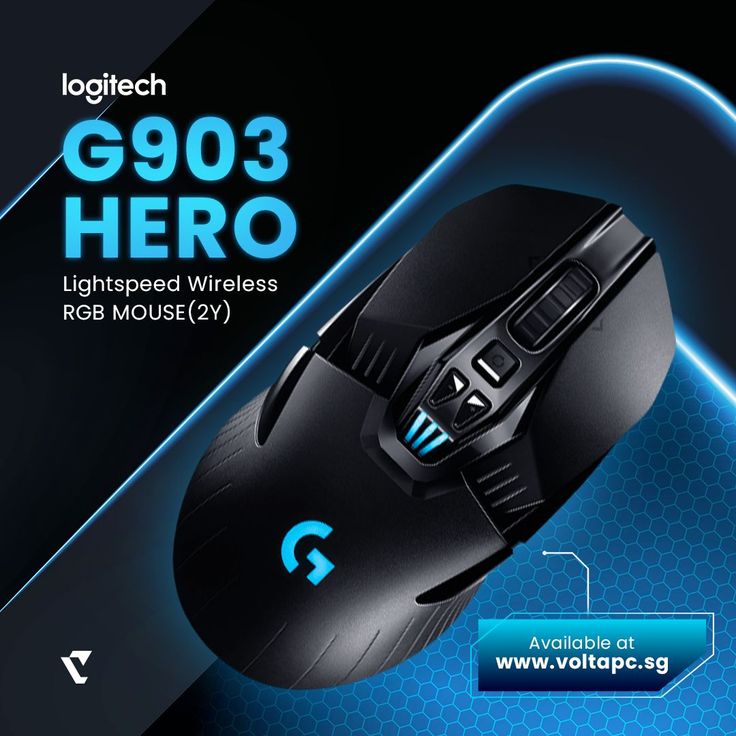 logitech
G903
HERO
Lightspeed Wireless
RGB MOUSE(2Y)
Available at
www.voltapc.sg